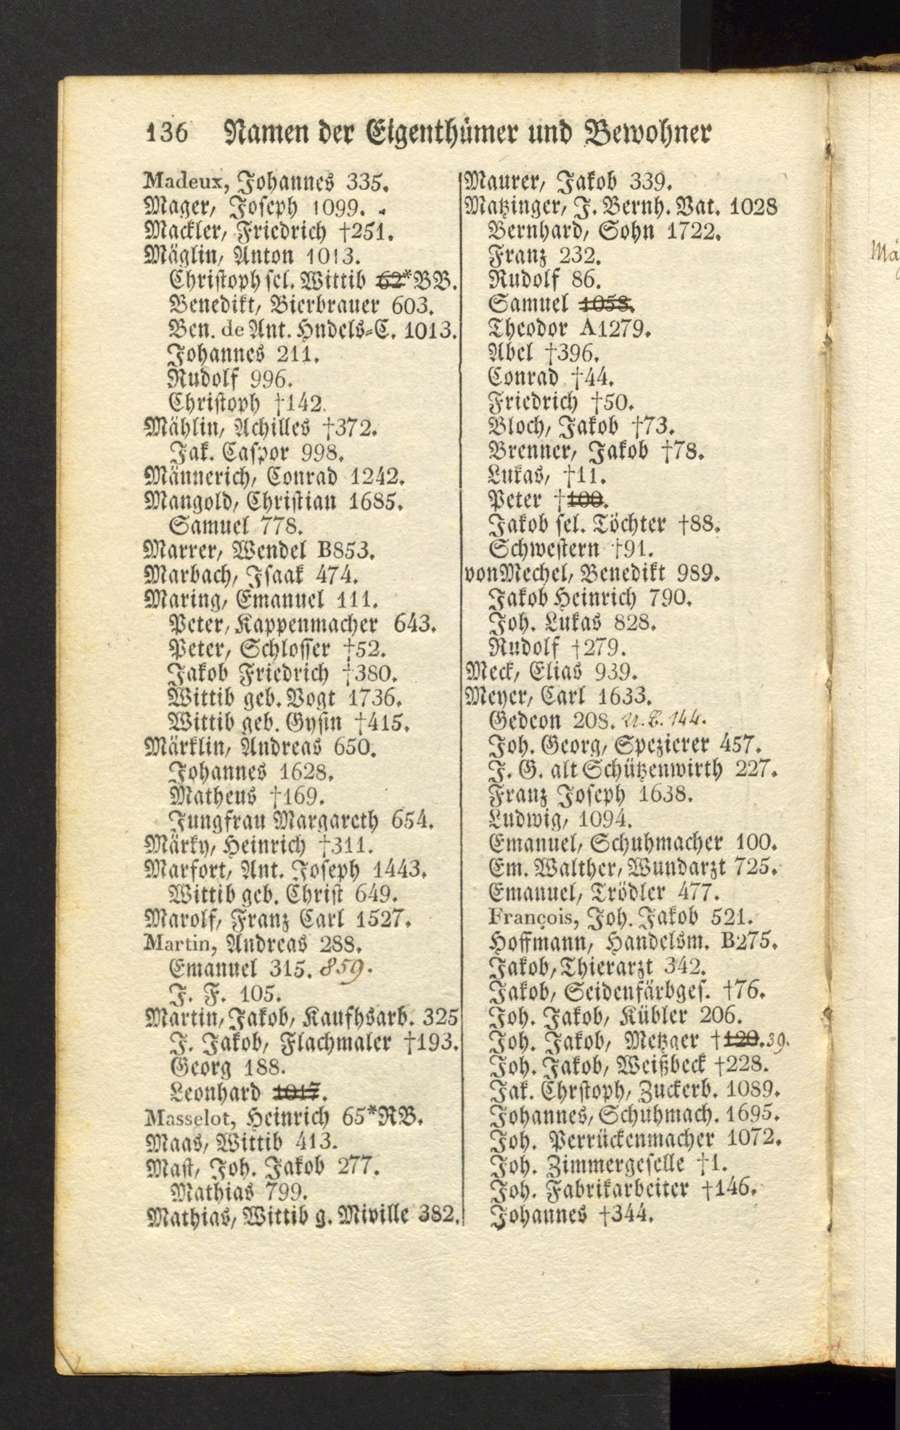 136 Namen der Eigenthümer und Bewohner
Madeux, Johannes 335.
Mager, Joseph 1099.
Mackler, Friedrich †251.
Mäglin, Anton 1013.
Christoph sel. Wittib 62*BB.
Benedikt, Bierbrauer 603.
Ben. de Ant. Hndels-C. 1013.
Johannes 211.
Rudolf 996.
Christoph †142.
Mählin, Achilles †372.
Jak. Caspor 998.
Männerich, Conrad 1242.
Mangold, Christian 1685.
Samuel 778.
Marrer, Wendel B853.
Marbach, Isaak 474.
Maring, Emanuel 111.
Peter, Kappenmacher 643.
Peter, Schlosser †52.
Jakob Friedrich †380.
Wittib geb. Vogt 1736.
Wittib geb. Gysin †415.
Märklin, Andreas 650.
Johannes 1628.
Matheus †169.
Jungfrau Margareth 654.
Märky, Heinrich †311.
Marfort, Ant. Joseph 1443.
Wittib geb. Christ 649.
Marolf, Franz Carl 1527.
Martin, Andreas 288.
Emanuel 315. 859.
J. F. 105.
Martin, Jakob, Kaufhsarb. 325
J. Jakob, Flachmaler †193.
Georg 188.
Leonhard 1017.
Masselot, Heinrich 65*RB.
Maas, Wittib 413.
Mast, Joh. Jakob 277.
Mathias 799.
Mathias, Wittib g. Miville 382.
Maurer, Jakob 339.
Matzinger, J. Bernh. Vat. 1028
Bernhard, Sohn 1722.
Franz 232.
Rudolf 86.
Samuel 1058.
Theodor A1279.
Abel †396.
Conrad †44.
Friedrich †50.
Bloch, Jakob †73.
Brenner, Jakob †78.
Lukas, †11.
Peter †100.
Jakob sel. Töchter †88.
Schwestern †91.
von Mechel, Benedikt 989.
Jakob Heinrich 790.
Joh. Lukas 828.
Rudolf †279.
Meck, Elias 939.
Meyer, Carl 1633.
Gedeon 208. u. B. 144.
Joh. Georg, Spezierer 457.
J. G. alt Schützenwirth 227.
Franz Joseph 1638.
Ludwig, 1094.
Emanuel, Schuhmacher 100.
Em. Walther, Wundarzt 725.
Emanuel, Trödler 477.
François, Joh. Jakob 521.
Hoffmann, Handelsm. B275.
Jakob, Thierarzt 342.
Jakob, Seidenfärbges. †76.
Joh. Jakob, Kübler 206.
Joh. Jakob, Metzger †120. 39.
Joh. Jakob, Weißbeck †228.
Jak. Chrstoph, Zuckerb. 1089.
Johannes, Schuhmach. 1695.
Joh. Perrückenmacher 1072.
Joh. Zimmergeselle †1.
Joh. Fabrikarbeiter †146.
Johannes †344.